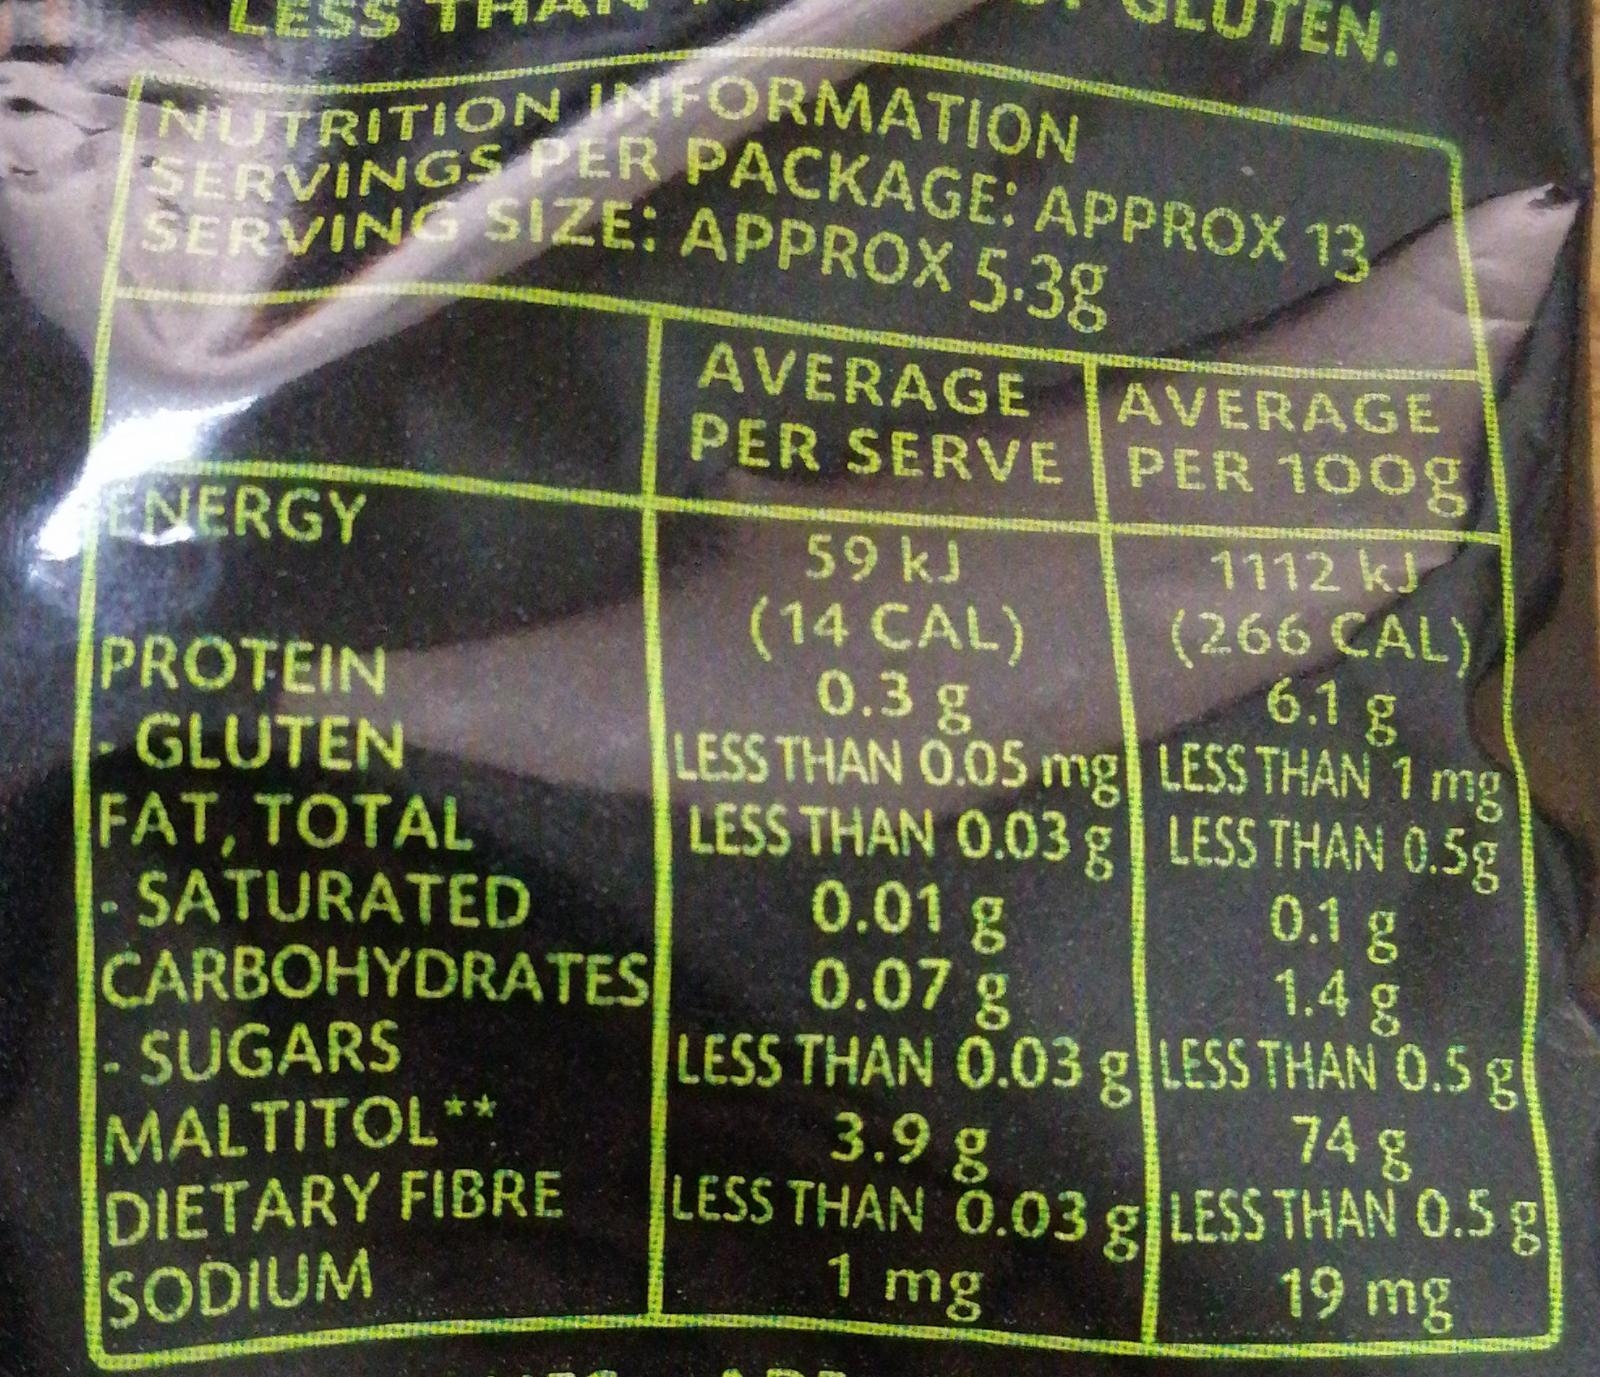 LESS THAN GLUTEN.
NUTRITION INFORMATION
SERVINGS PER PACKAGE: APPROX 13
SERVING SIZE: APPROX 5.3g
AVERAGE PER SERVE AVERAGE PER 100g
ENERGY 59 kJ 1112 kJ
(14 CAL) (266 CAL)
PROTEIN 0.3 g 6.1 g
- GLUTEN LESS THAN 0.05 mg LESS THAN 1 mg
FAT, TOTAL LESS THAN 0.03 g LESS THAN 0.5g
- SATURATED 0.01 g 0.1 g
CARBOHYDRATES 0.07 g 1.4 g
- SUGARS LESS THAN 0.03 g LESS THAN 0.5 g
MALTITOL** 3.9 g 74 g
DIETARY FIBRE LESS THAN 0.03 g LESS THAN 0.5 g
SODIUM 1 mg 19 mg